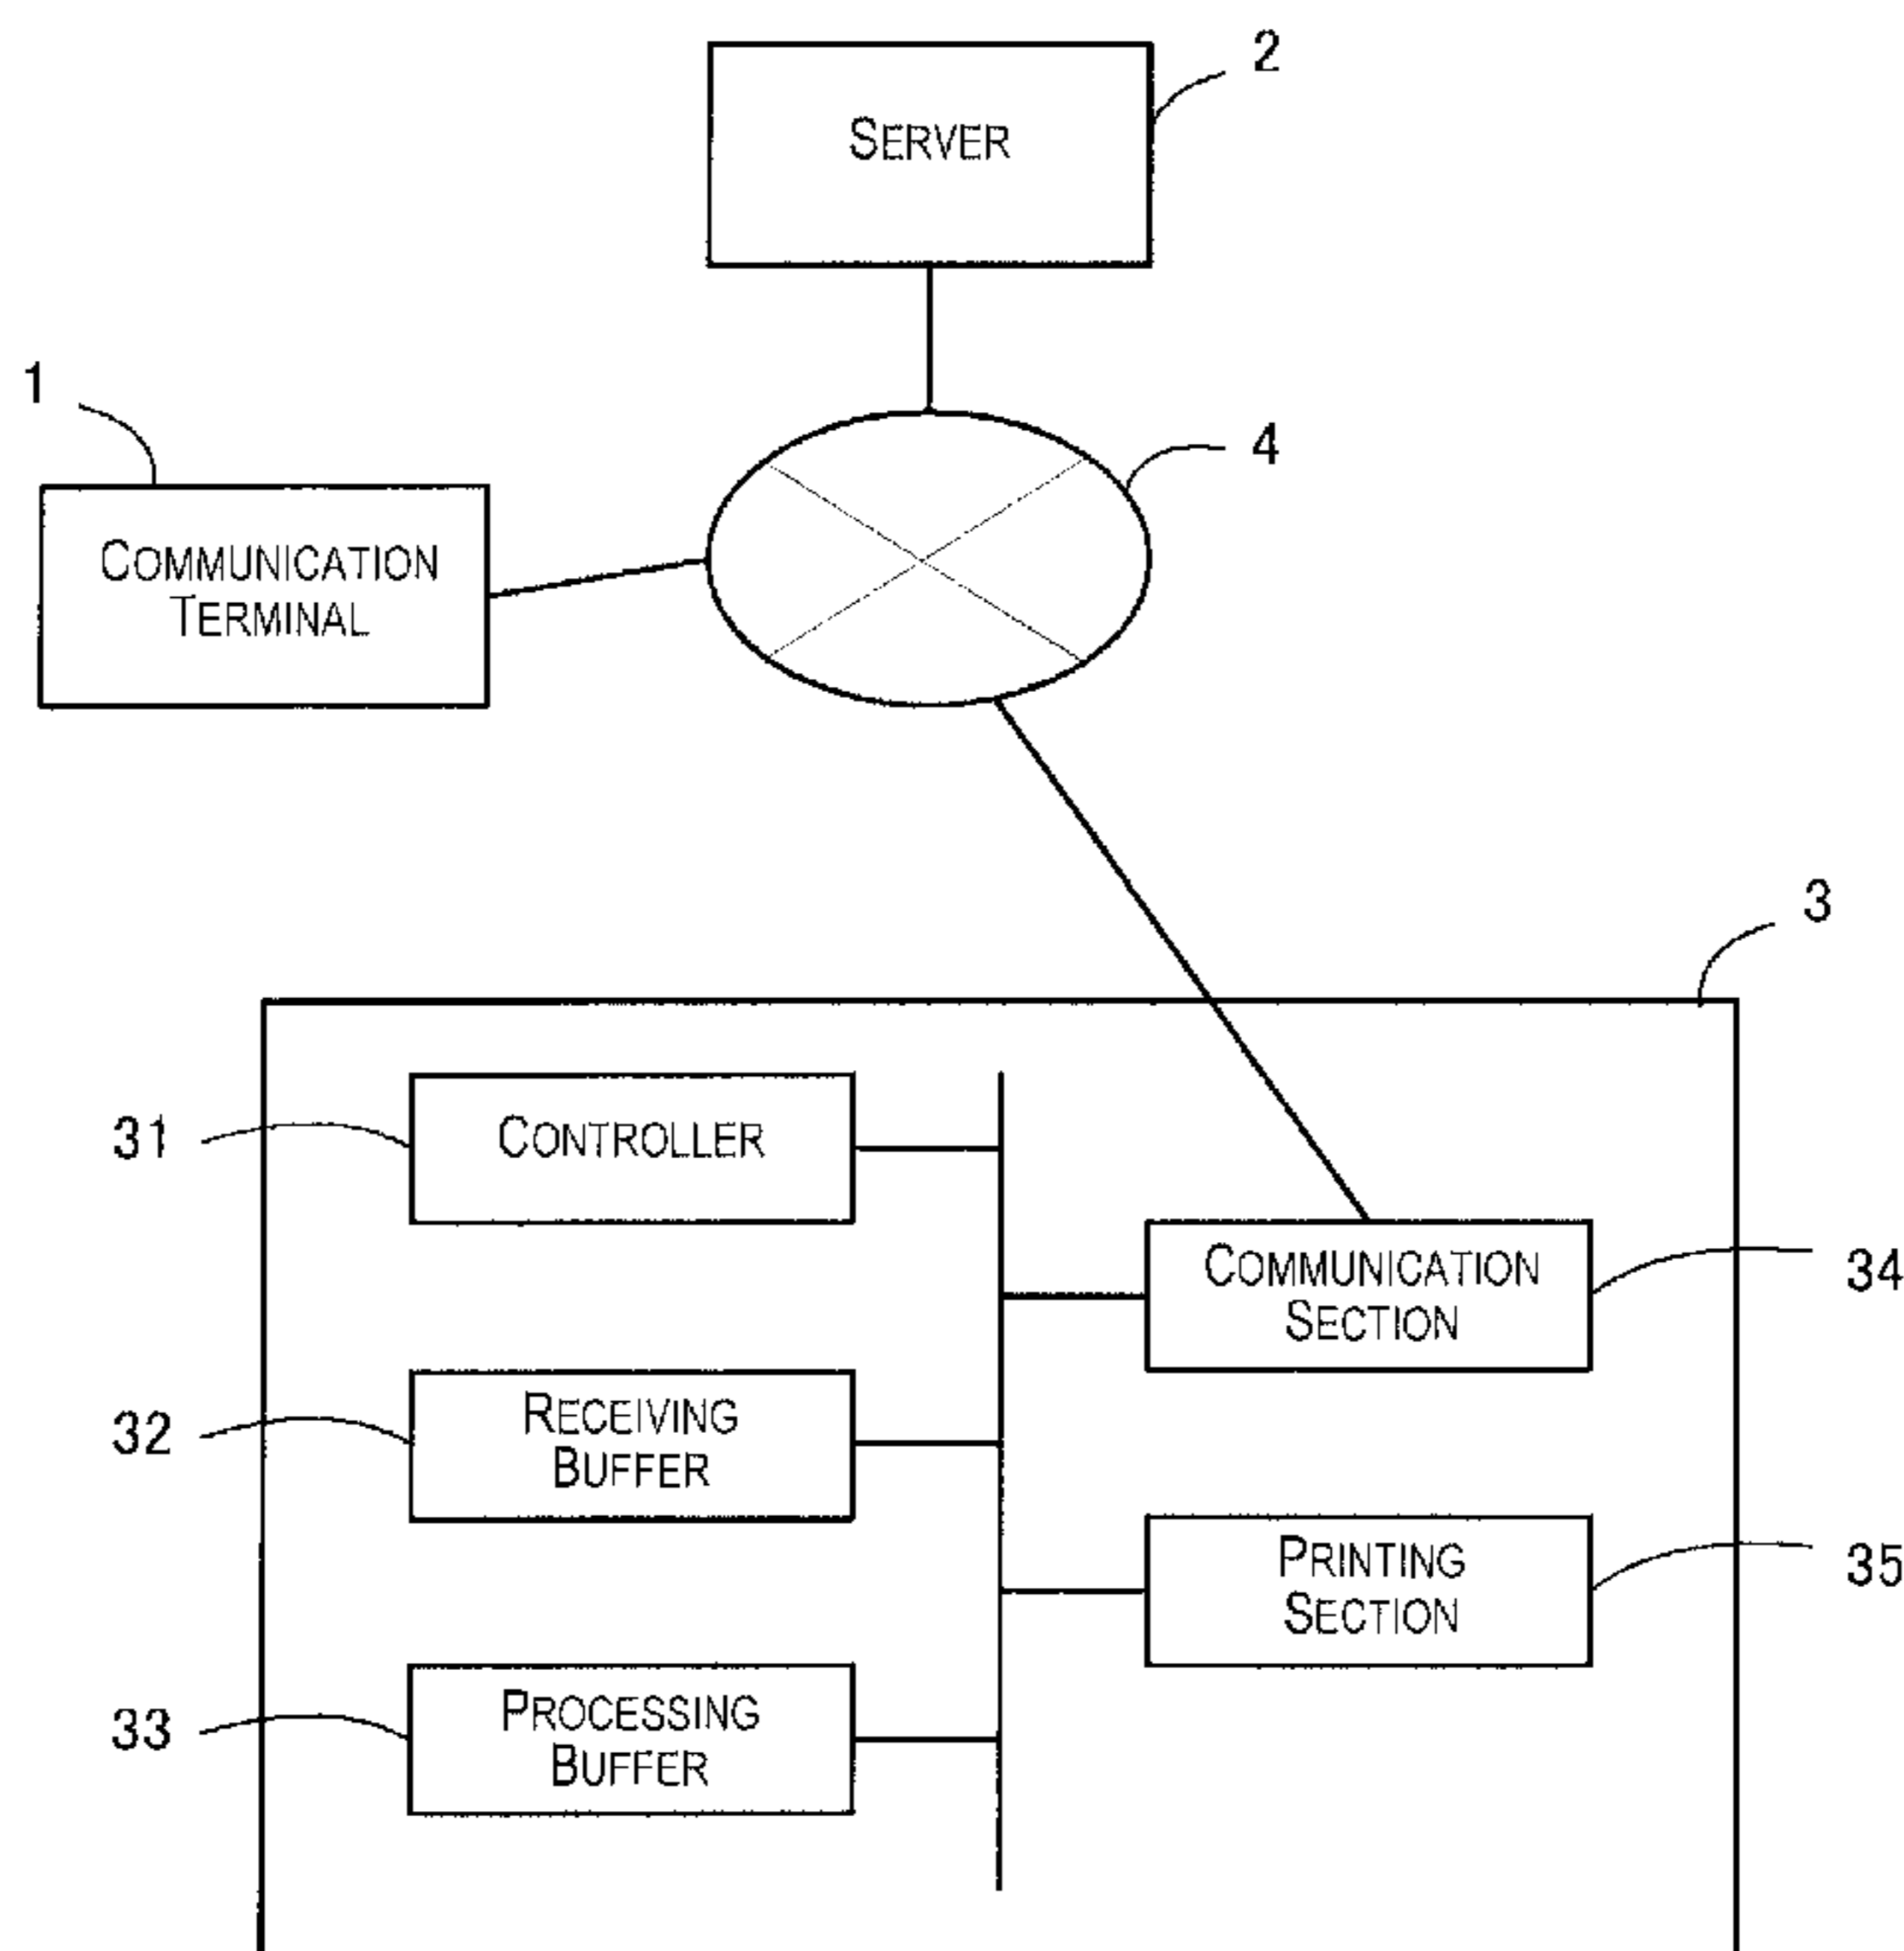 2
SERVER
1
4
COMMUNICATION
TERMINAL
3
31
CONTROLLER
COMMUNICATION
SECTION
34
32
RECEIVING
BUFFER
PRINTING
SECTION
35
33
PROCESSING
BUFFER